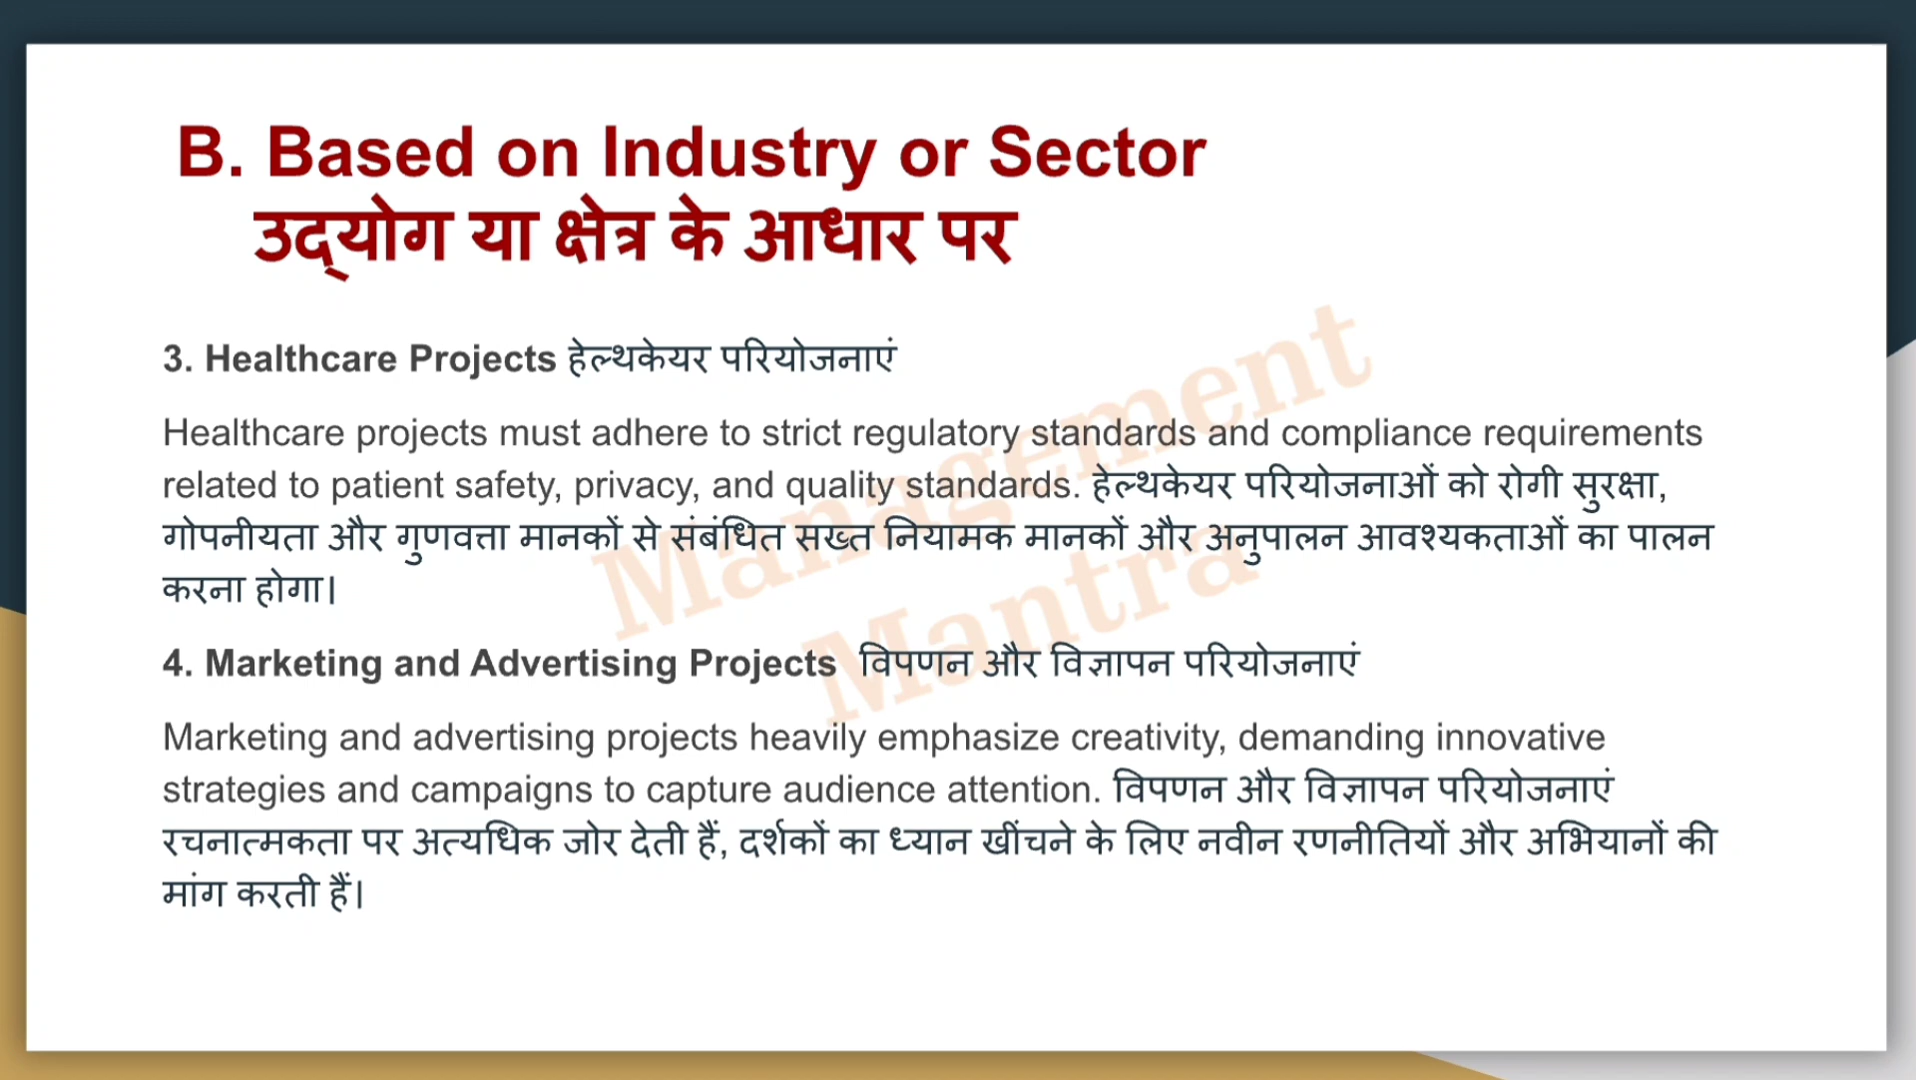 B. Based on Industry or Sector
उद्योग या क्षेत्र के आधार पर
3. Healthcare Projects हेल्थकेयर परियोजनाएं
Healthcare projects must adhere to strict regulatory standards and compliance requirements
related to patient safety, privacy, and quality standards. हेल्थकेयर परियोजनाओं को रोगी सुरक्षा,
गोपनीयता और गुणवत्ता मानकों से संबंधित सख्त नियामक मानकों और अनुपालन आवश्यकताओं का पालन
करना होगा।
4. Marketing and Advertising Projects विपणन और विज्ञापन परियोजनाएं
Marketing and advertising projects heavily emphasize creativity, demanding innovative
strategies and campaigns to capture audience attention. विपणन और विज्ञापन परियोजनाएं
रचनात्मकता पर अत्यधिक जोर देती हैं, दर्शकों का ध्यान खींचने के लिए नवीन रणनीतियों और अभियानों की
मांग करती हैं।
Management
Mantra